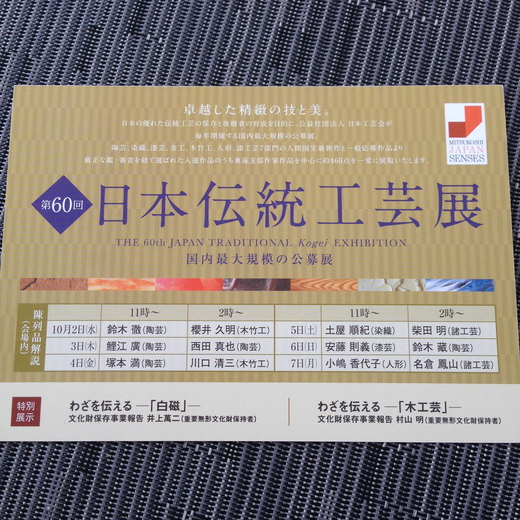 卓越した精緻の技と美。
日本の優れた伝統工芸の保存と後継者の育成を目的に、公益社団法人 日本工芸会が
毎年開催する国内最大規模の公募展。
陶芸、染織、漆芸、金工、木竹工、人形、諸工芸7部門の人間国宝最新作と一般応募作品より
厳正な鑑・審査を経て選ばれた入選作品のうち東海支部作家作品を中心に約460点を一堂に展覧いたします。
MITSUKOSHI
JAPAN
SENSES
第60回 日本伝統工芸展
THE 60th JAPAN TRADITIONAL Kogei EXHIBITION
国内最大規模の公募展
陳列品解説
(会場内)
11時〜 2時〜 11時〜 2時〜
10月2日(水) 鈴木 徹(陶芸) 櫻井 久明(木竹工) 5日(土) 土屋 順紀(染織) 柴田 明(諸工芸)
3日(木) 鯉江 廣(陶芸) 西田 真也(陶芸) 6日(日) 安藤 則義(漆芸) 鈴木 藏(陶芸)
4日(金) 塚本 満(陶芸) 川口 清三(木竹工) 7日(月) 小嶋 香代子(人形) 名倉 鳳山(諸工芸)
特別
展示
わざを伝える ―「白磁」―
文化財保存事業報告 井上萬二(重要無形文化財保持者)
わざを伝える ―「木工芸」―
文化財保存事業報告 村山 明(重要無形文化財保持者)